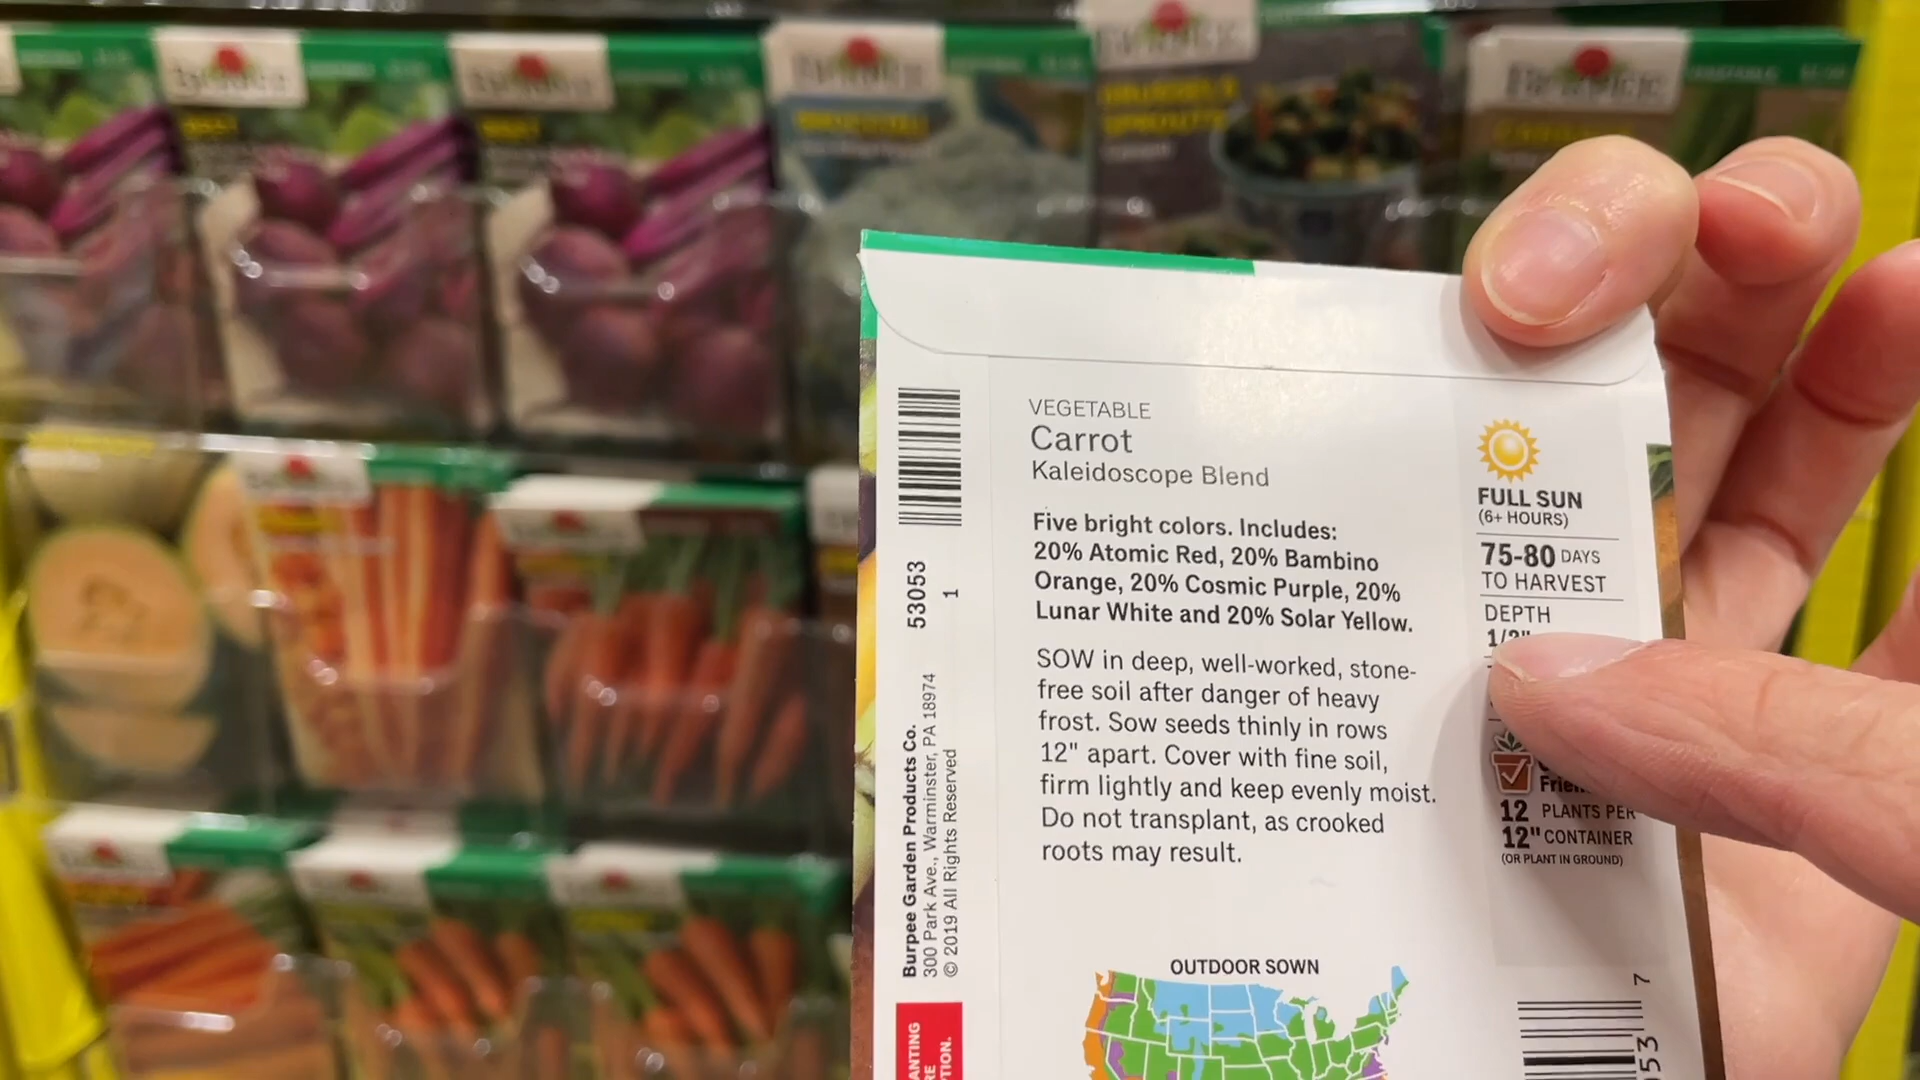 VEGETABLE
Carrot
Kaleidoscope Blend
Five bright colors. Includes:
20% Atomic Red, 20% Bambino
Orange, 20% Cosmic Purple, 20%
Lunar White and 20% Solar Yellow.
SOW in deep, well-worked, stone-
free soil after danger of heavy
frost. Sow seeds thinly in rows
12" apart. Cover with fine soil,
firm lightly and keep evenly moist.
Do not transplant, as crooked
roots may result.
OUTDOOR SOWN
FULL SUN
(6+ HOURS)
75-80 DAYS
TO HARVEST
DEPTH
1/2"
12 PLANTS PER
12" CONTAINER
(OR PLANT IN GROUND)
53053
1
Burpee Garden Products Co.
300 Park Ave., Warminster, PA 18974
© 2019 All Rights Reserved
7
BRUSSELS
SPROUTS